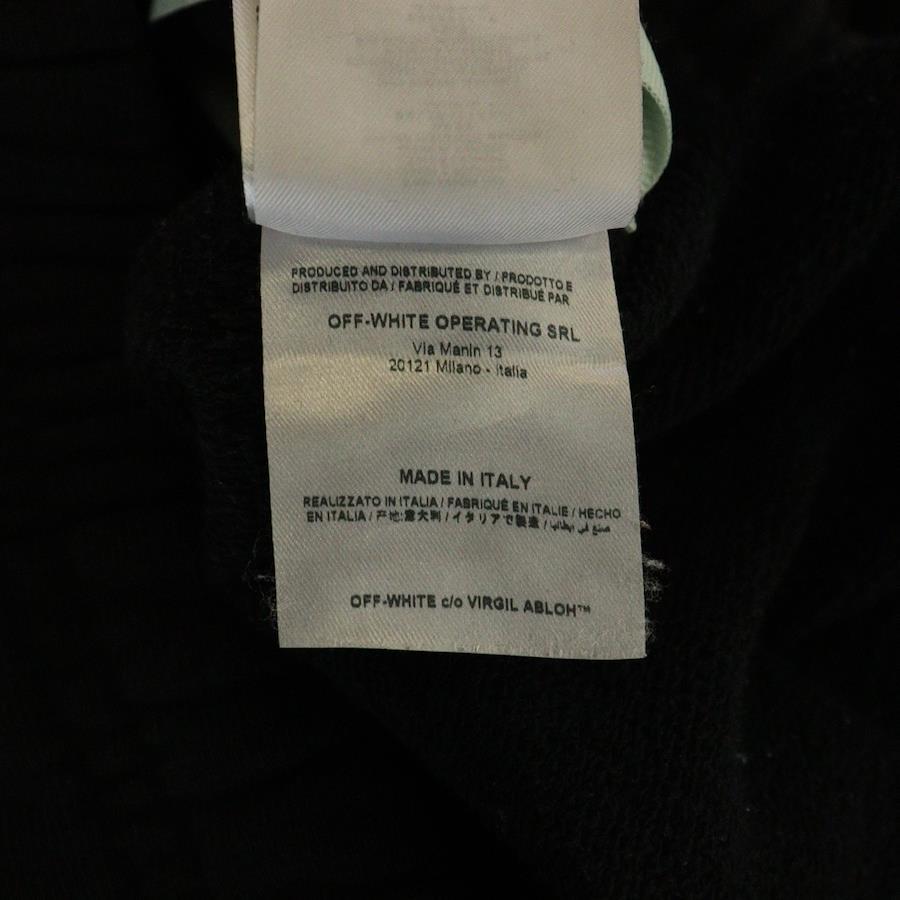 PRODUCED AND DISTRIBUTED BY / PRODOTTO E
DISTRIBUITO DA / FABRIQUÉ ET DISTRIBUÉ PAR
OFF-WHITE OPERATING SRL
Via Manin 13
20121 Milano - Italia
MADE IN ITALY
REALIZZATO IN ITALIA / FABRIQUÉ EN ITALIE / HECHO
EN ITALIA / 产地:意大利 / イタリアで製造 / صنع في ايطاليا
OFF-WHITE c/o VIRGIL ABLOH™